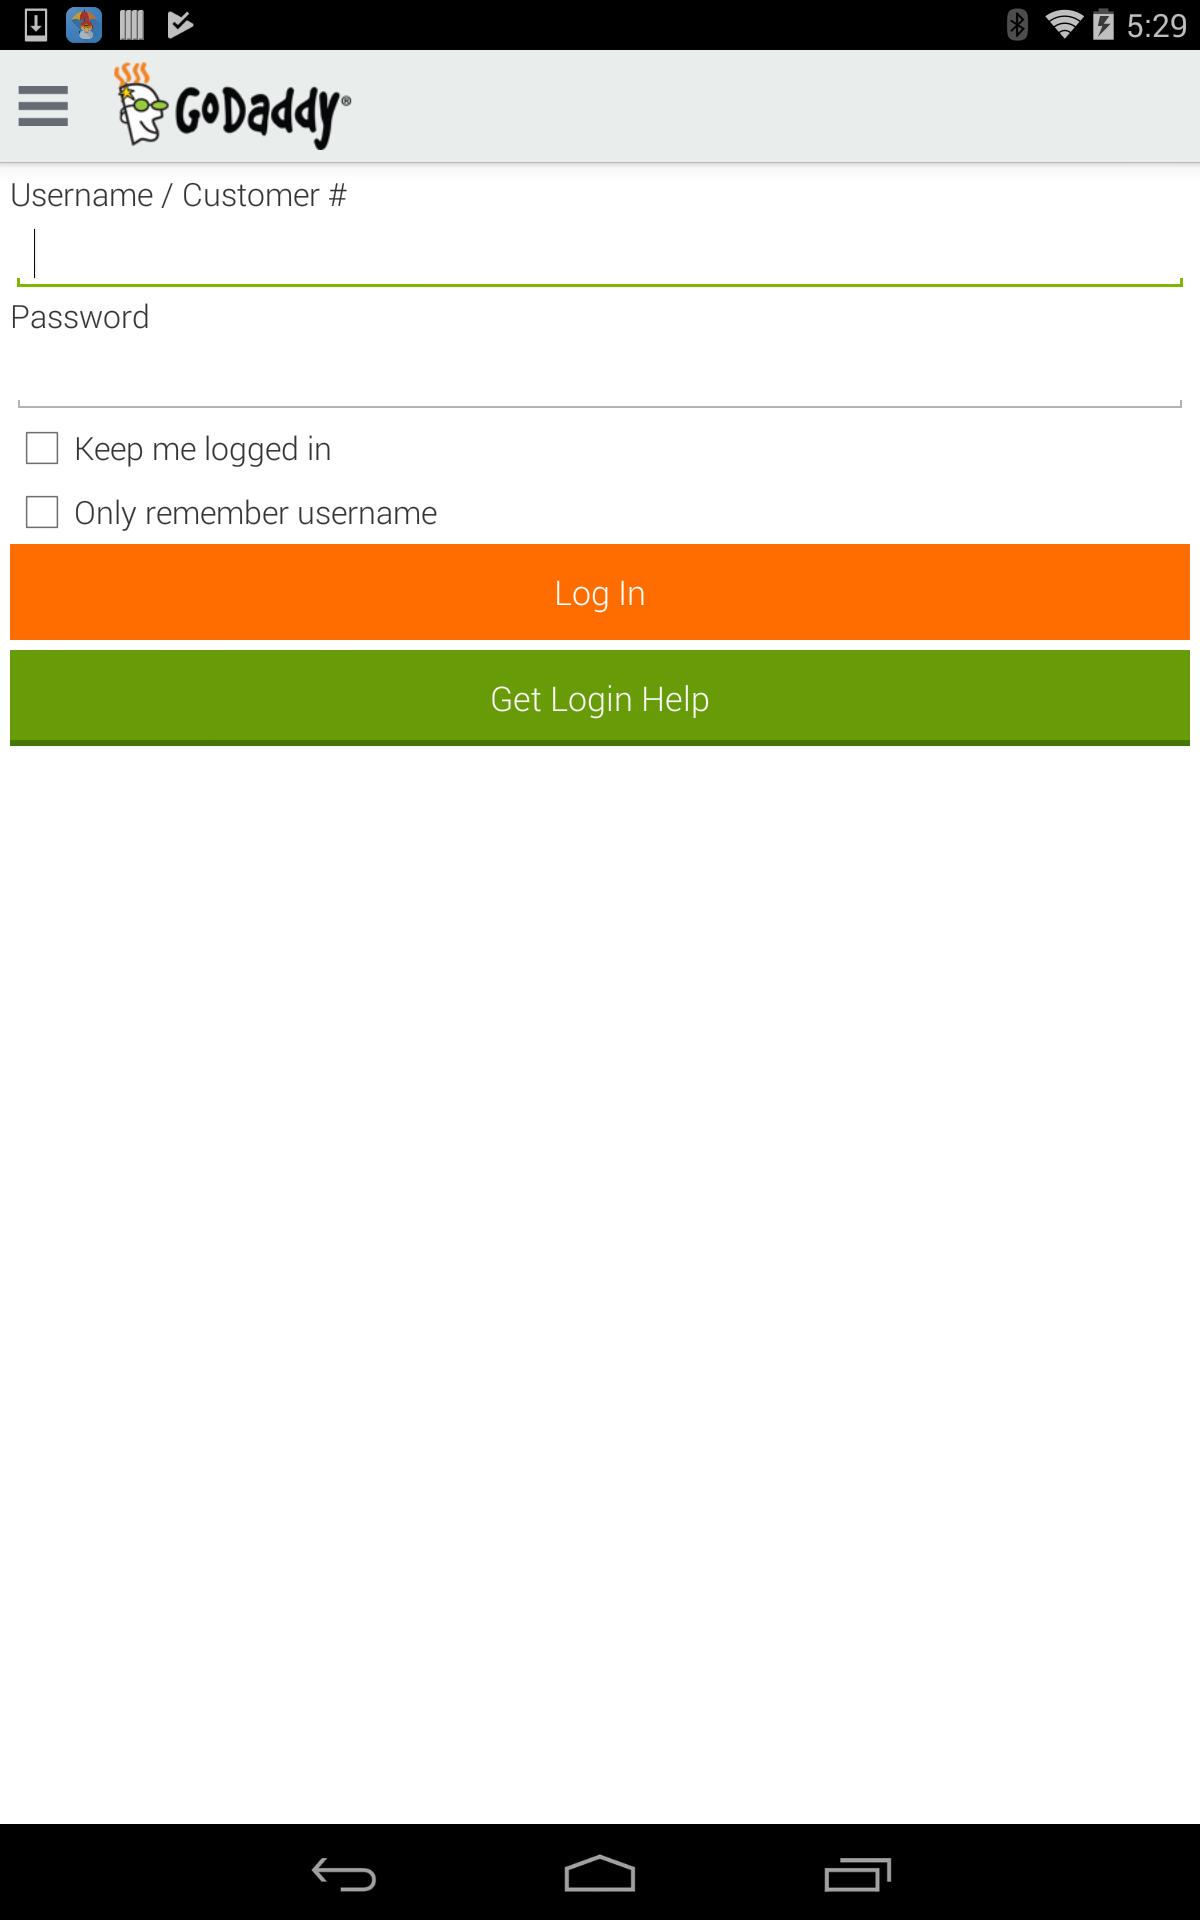 5:29
GoDaddy®
Username / Customer #
Password
Keep me logged in
Only remember username
Log In
Get Login Help